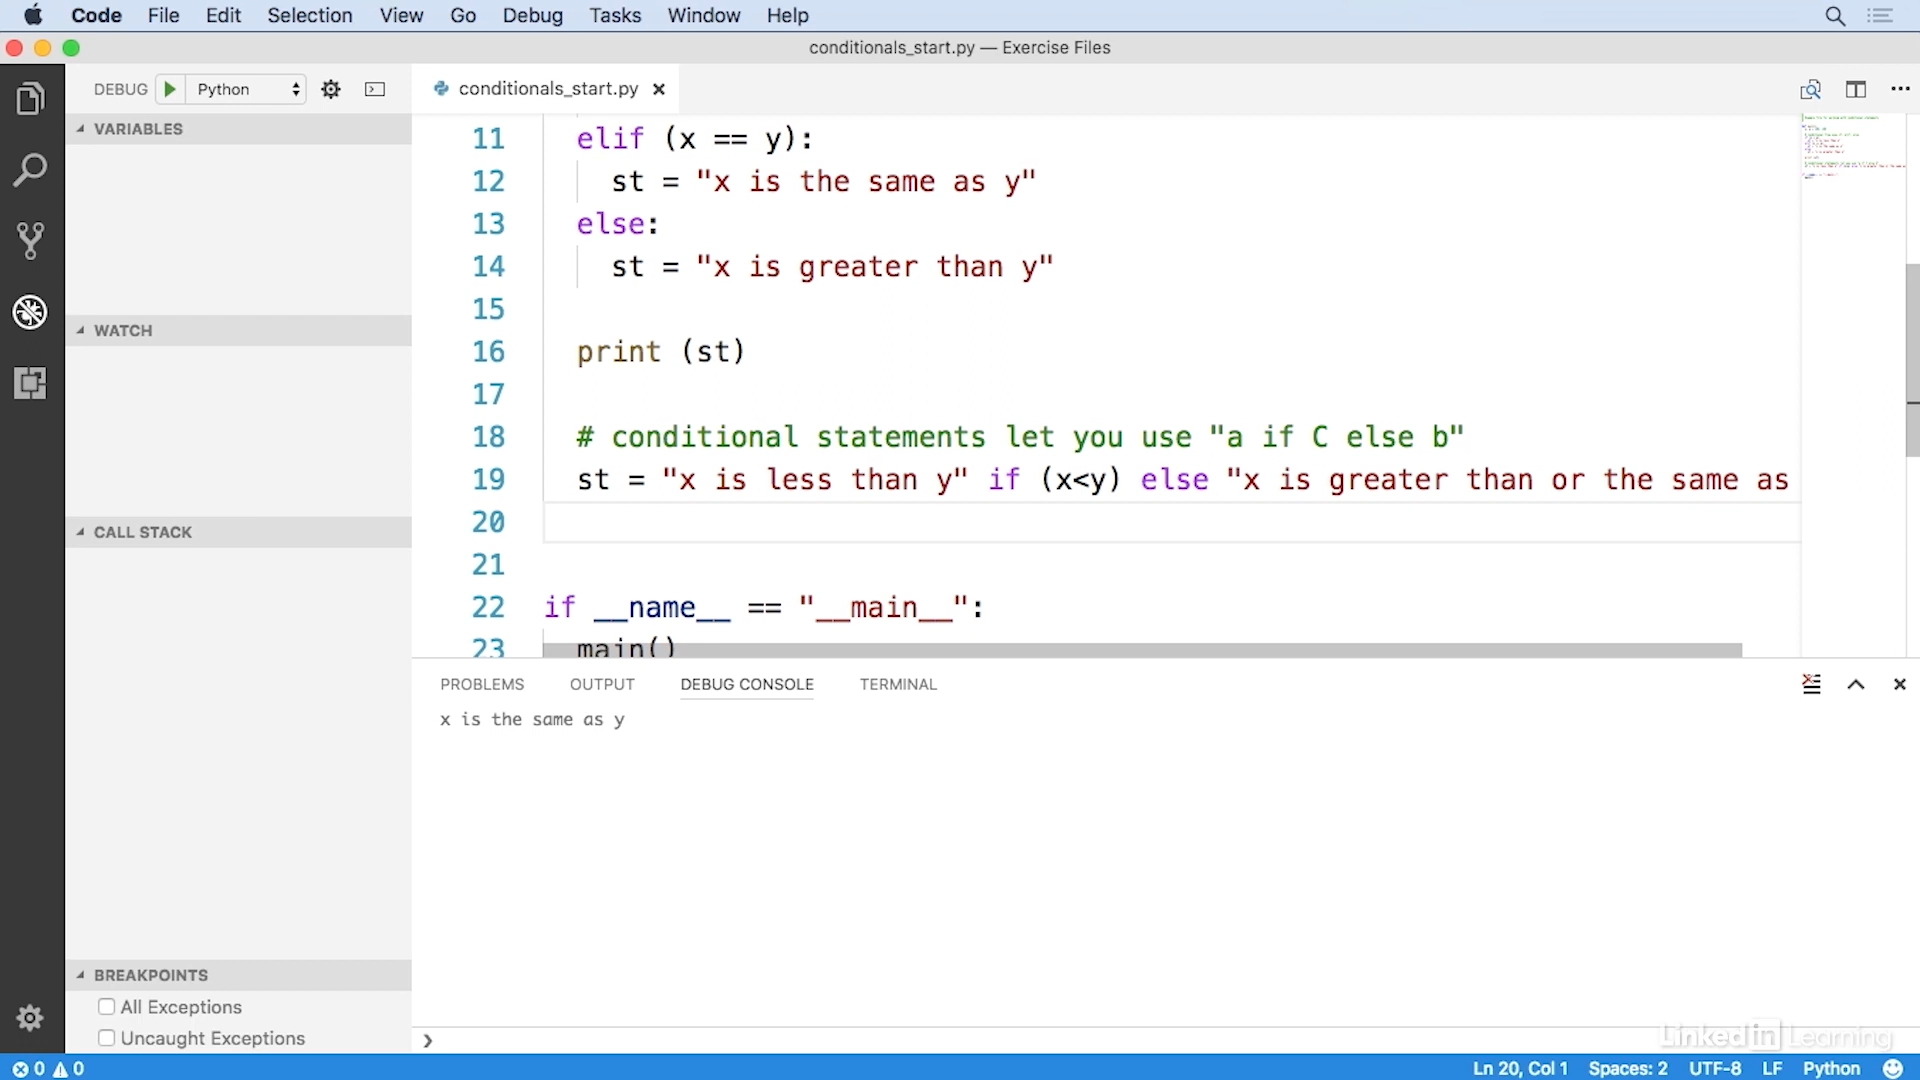 Code File Edit Selection View Go Debug Tasks Window Help
conditionals_start.py — Exercise Files
DEBUG Python
conditionals_start.py
VARIABLES
WATCH
CALL STACK
BREAKPOINTS
All Exceptions
Uncaught Exceptions
11 elif (x == y):
12 st = "x is the same as y"
13 else:
14 st = "x is greater than y"
15
16 print (st)
17
18 # conditional statements let you use "a if C else b"
19 st = "x is less than y" if (x<y) else "x is greater than or the same as
20
21
22 if __name__ == "__main__":
23 main()
PROBLEMS OUTPUT DEBUG CONSOLE TERMINAL
x is the same as y
LinkedIn Learning
0 0 Ln 20, Col 1 Spaces: 2 UTF-8 LF Python